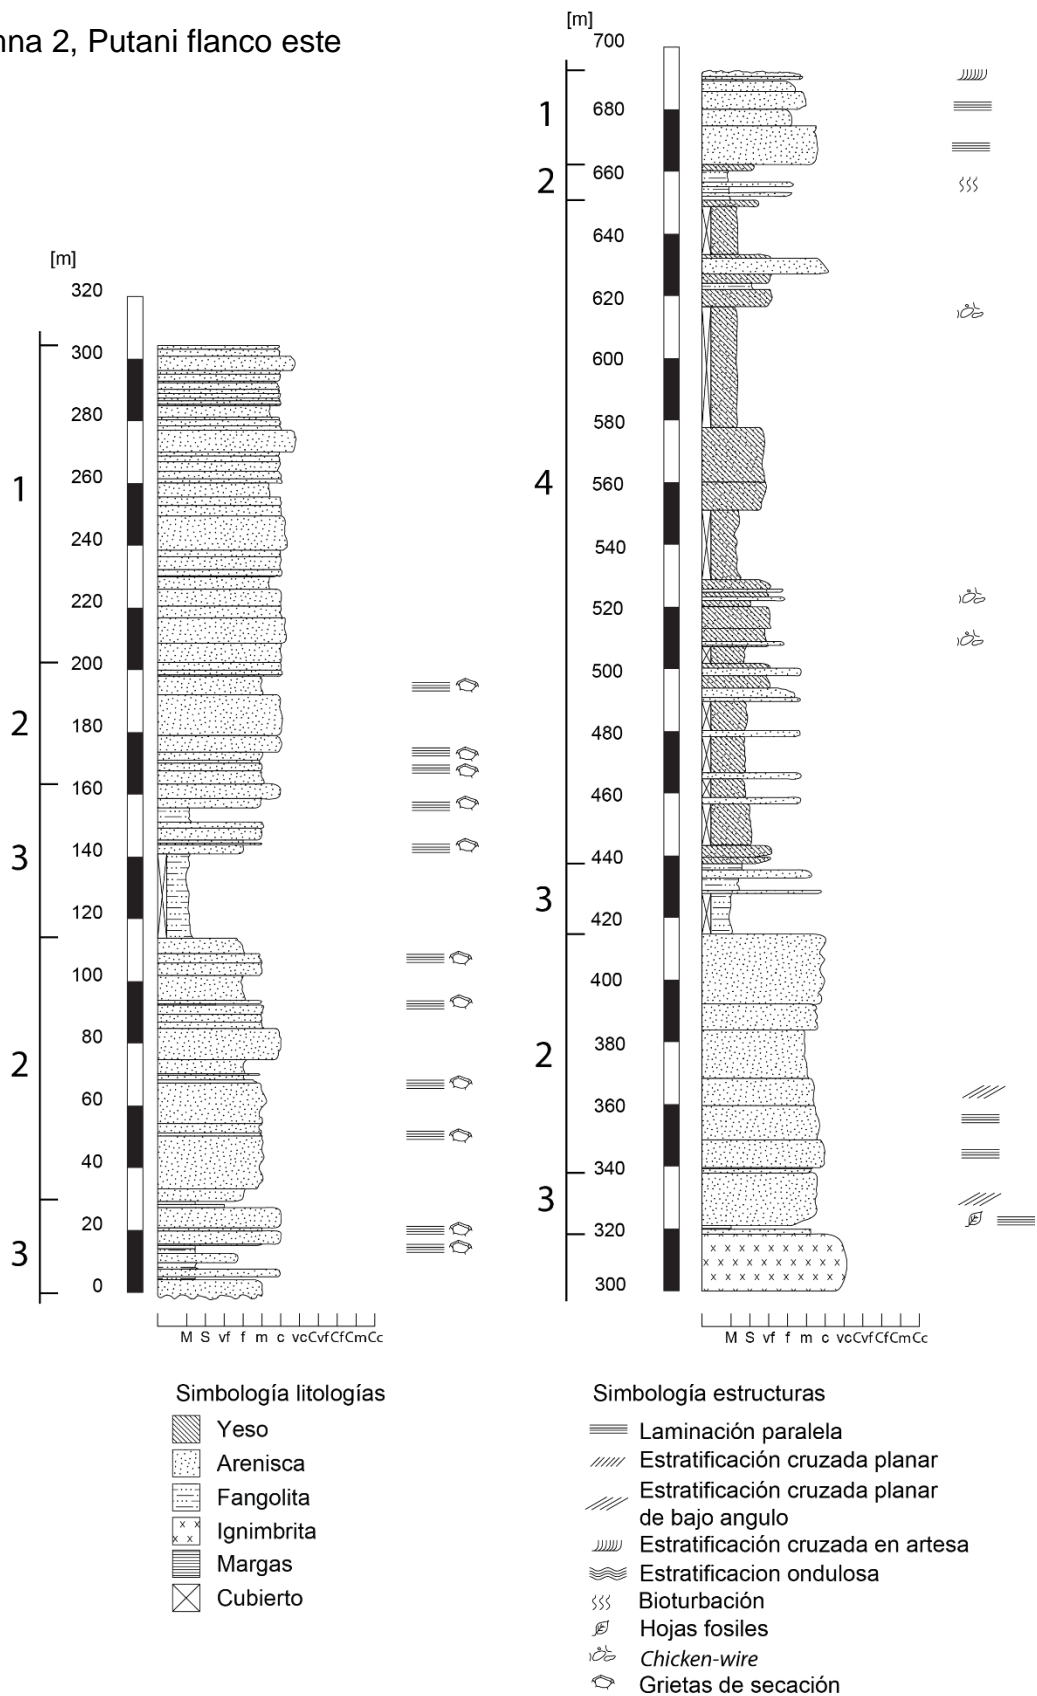 2, Putani flanco este
[m]
320
300
280
260
240
220
200
180
160
140
120
100
80
60
40
20
0
1
2
3
2
3
M S vf f m c vc Cvf Cf Cm Cc
[m]
700
680
660
640
620
600
580
560
540
520
500
480
460
440
420
400
380
360
340
320
300
1
2
4
3
2
3
M S vf f m c vc Cvf Cf Cm Cc
Simbología litologías
Yeso
Arenisca
Fangolita
Ignimbrita
Margas
Cubierto
Simbología estructuras
Laminación paralela
Estratificación cruzada planar
Estratificación cruzada planar
de bajo angulo
Estratificación cruzada en artesa
Estratificacion ondulosa
Bioturbación
Hojas fosiles
Chicken-wire
Grietas de secación